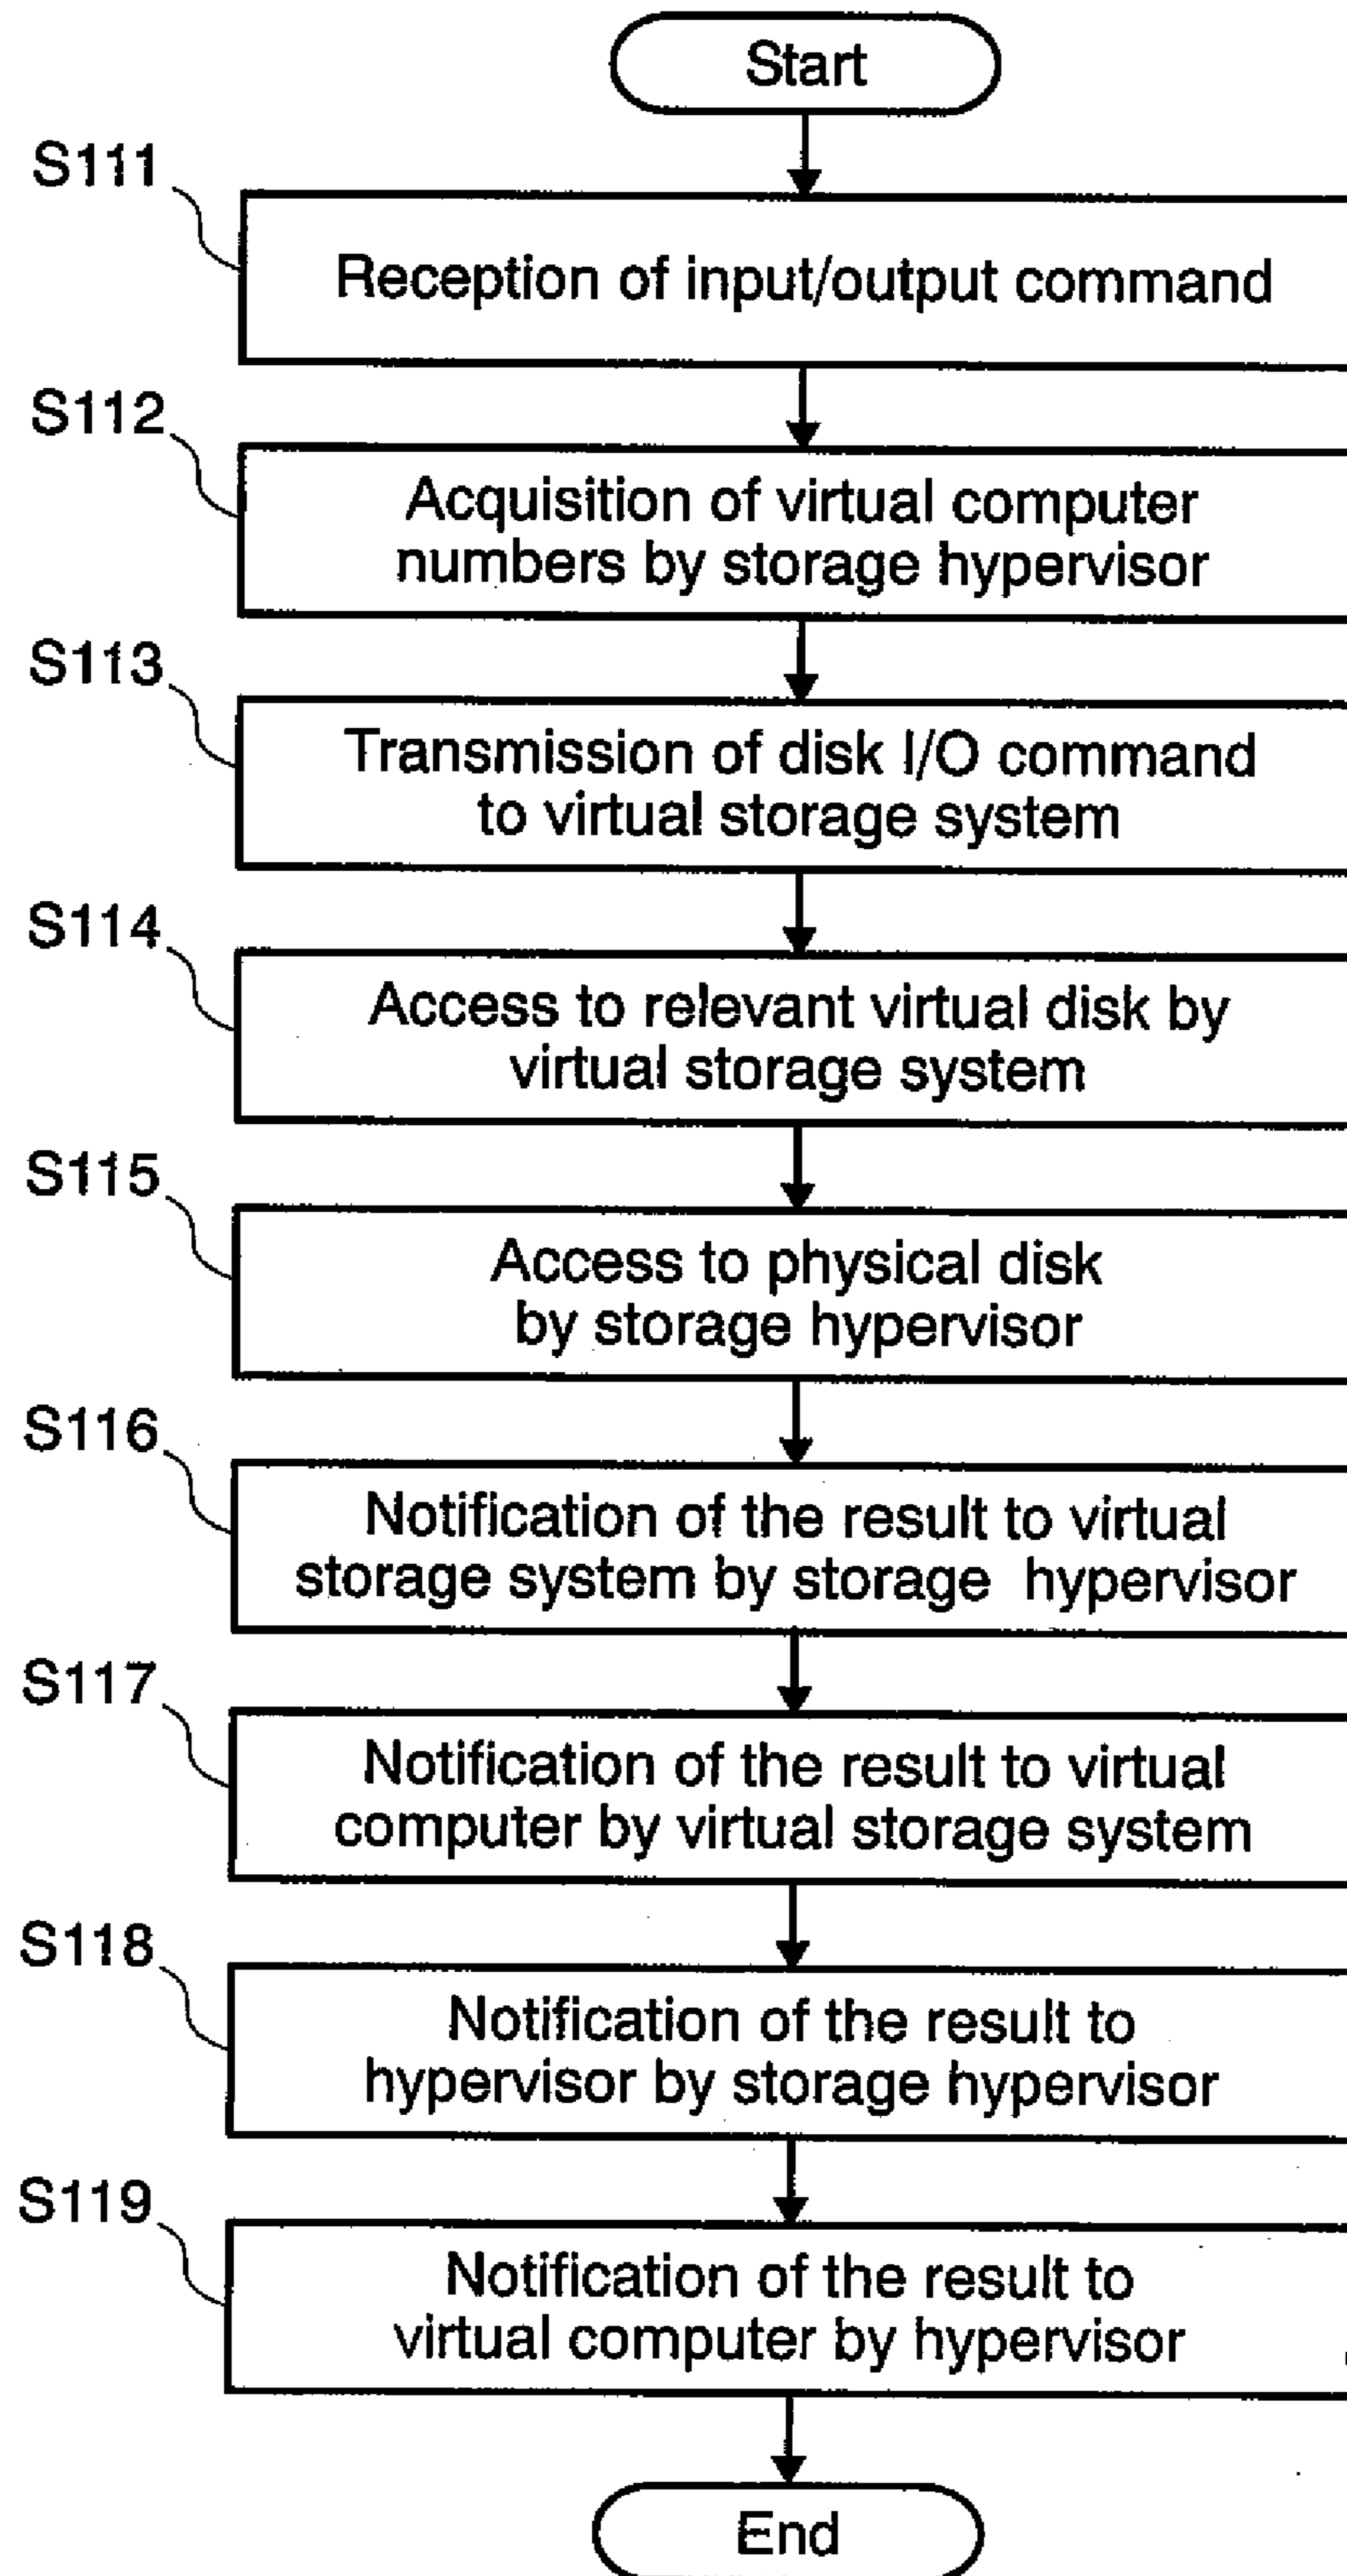 Start
S111
Reception of input/output command
S112
Acquisition of virtual computer
numbers by storage hypervisor
S113
Transmission of disk I/O command
to virtual storage system
S114
Access to relevant virtual disk by
virtual storage system
S115
Access to physical disk
by storage hypervisor
S116
Notification of the result to virtual
storage system by storage hypervisor
S117
Notification of the result to virtual
computer by virtual storage system
S118
Notification of the result to
hypervisor by storage hypervisor
S119
Notification of the result to
virtual computer by hypervisor
End